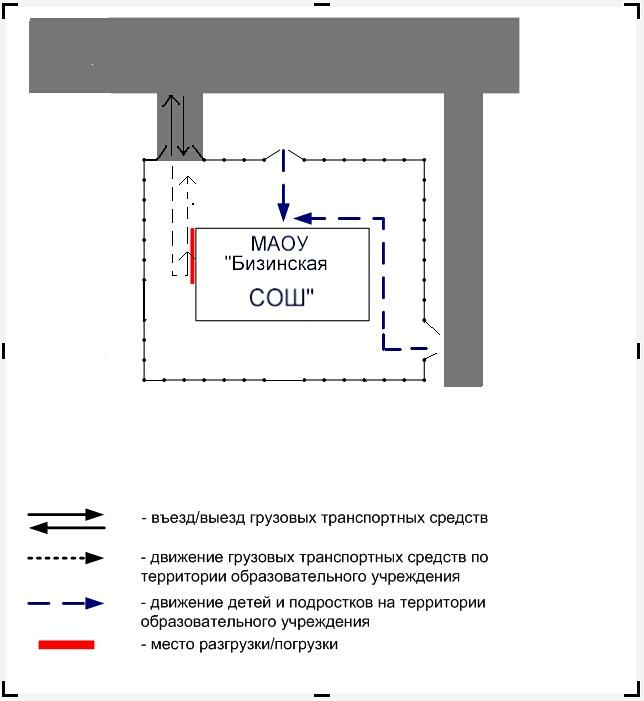 МАОУ
"Бизинская
СОШ"
- въезд/выезд грузовых транспортных средств
- движение грузовых транспортных средств по
территории образовательного учреждения
- движение детей и подростков на территории
образовательного учреждения
- место разгрузки/погрузки